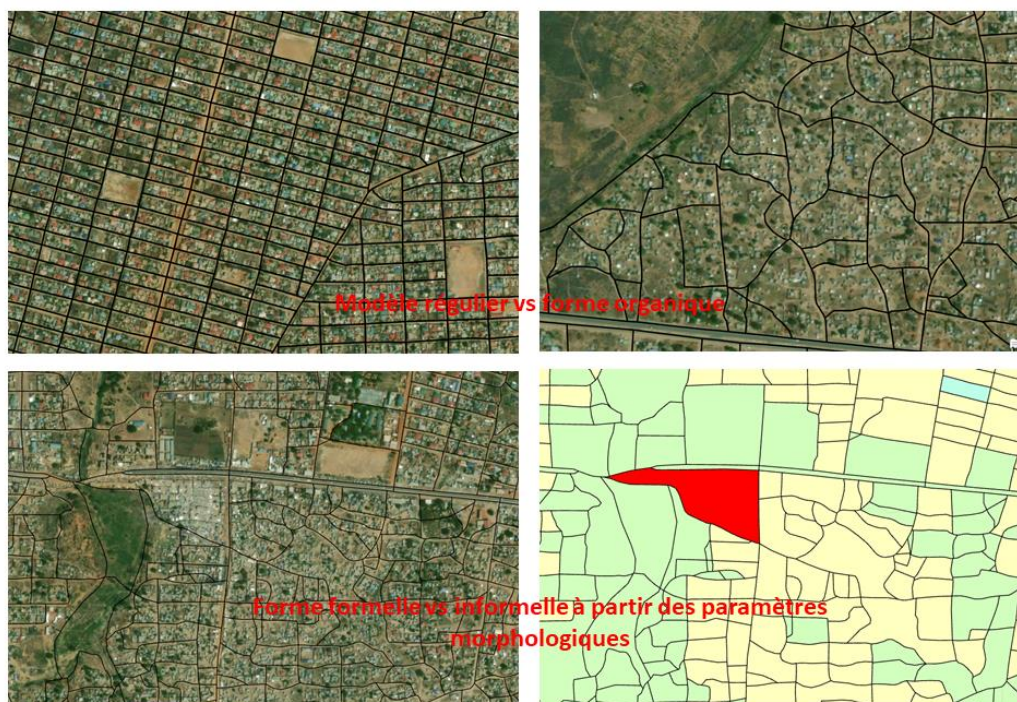 Modèle régulier vs forme organique
Forme formelle vs informelle à partir des paramètres
morphologiques